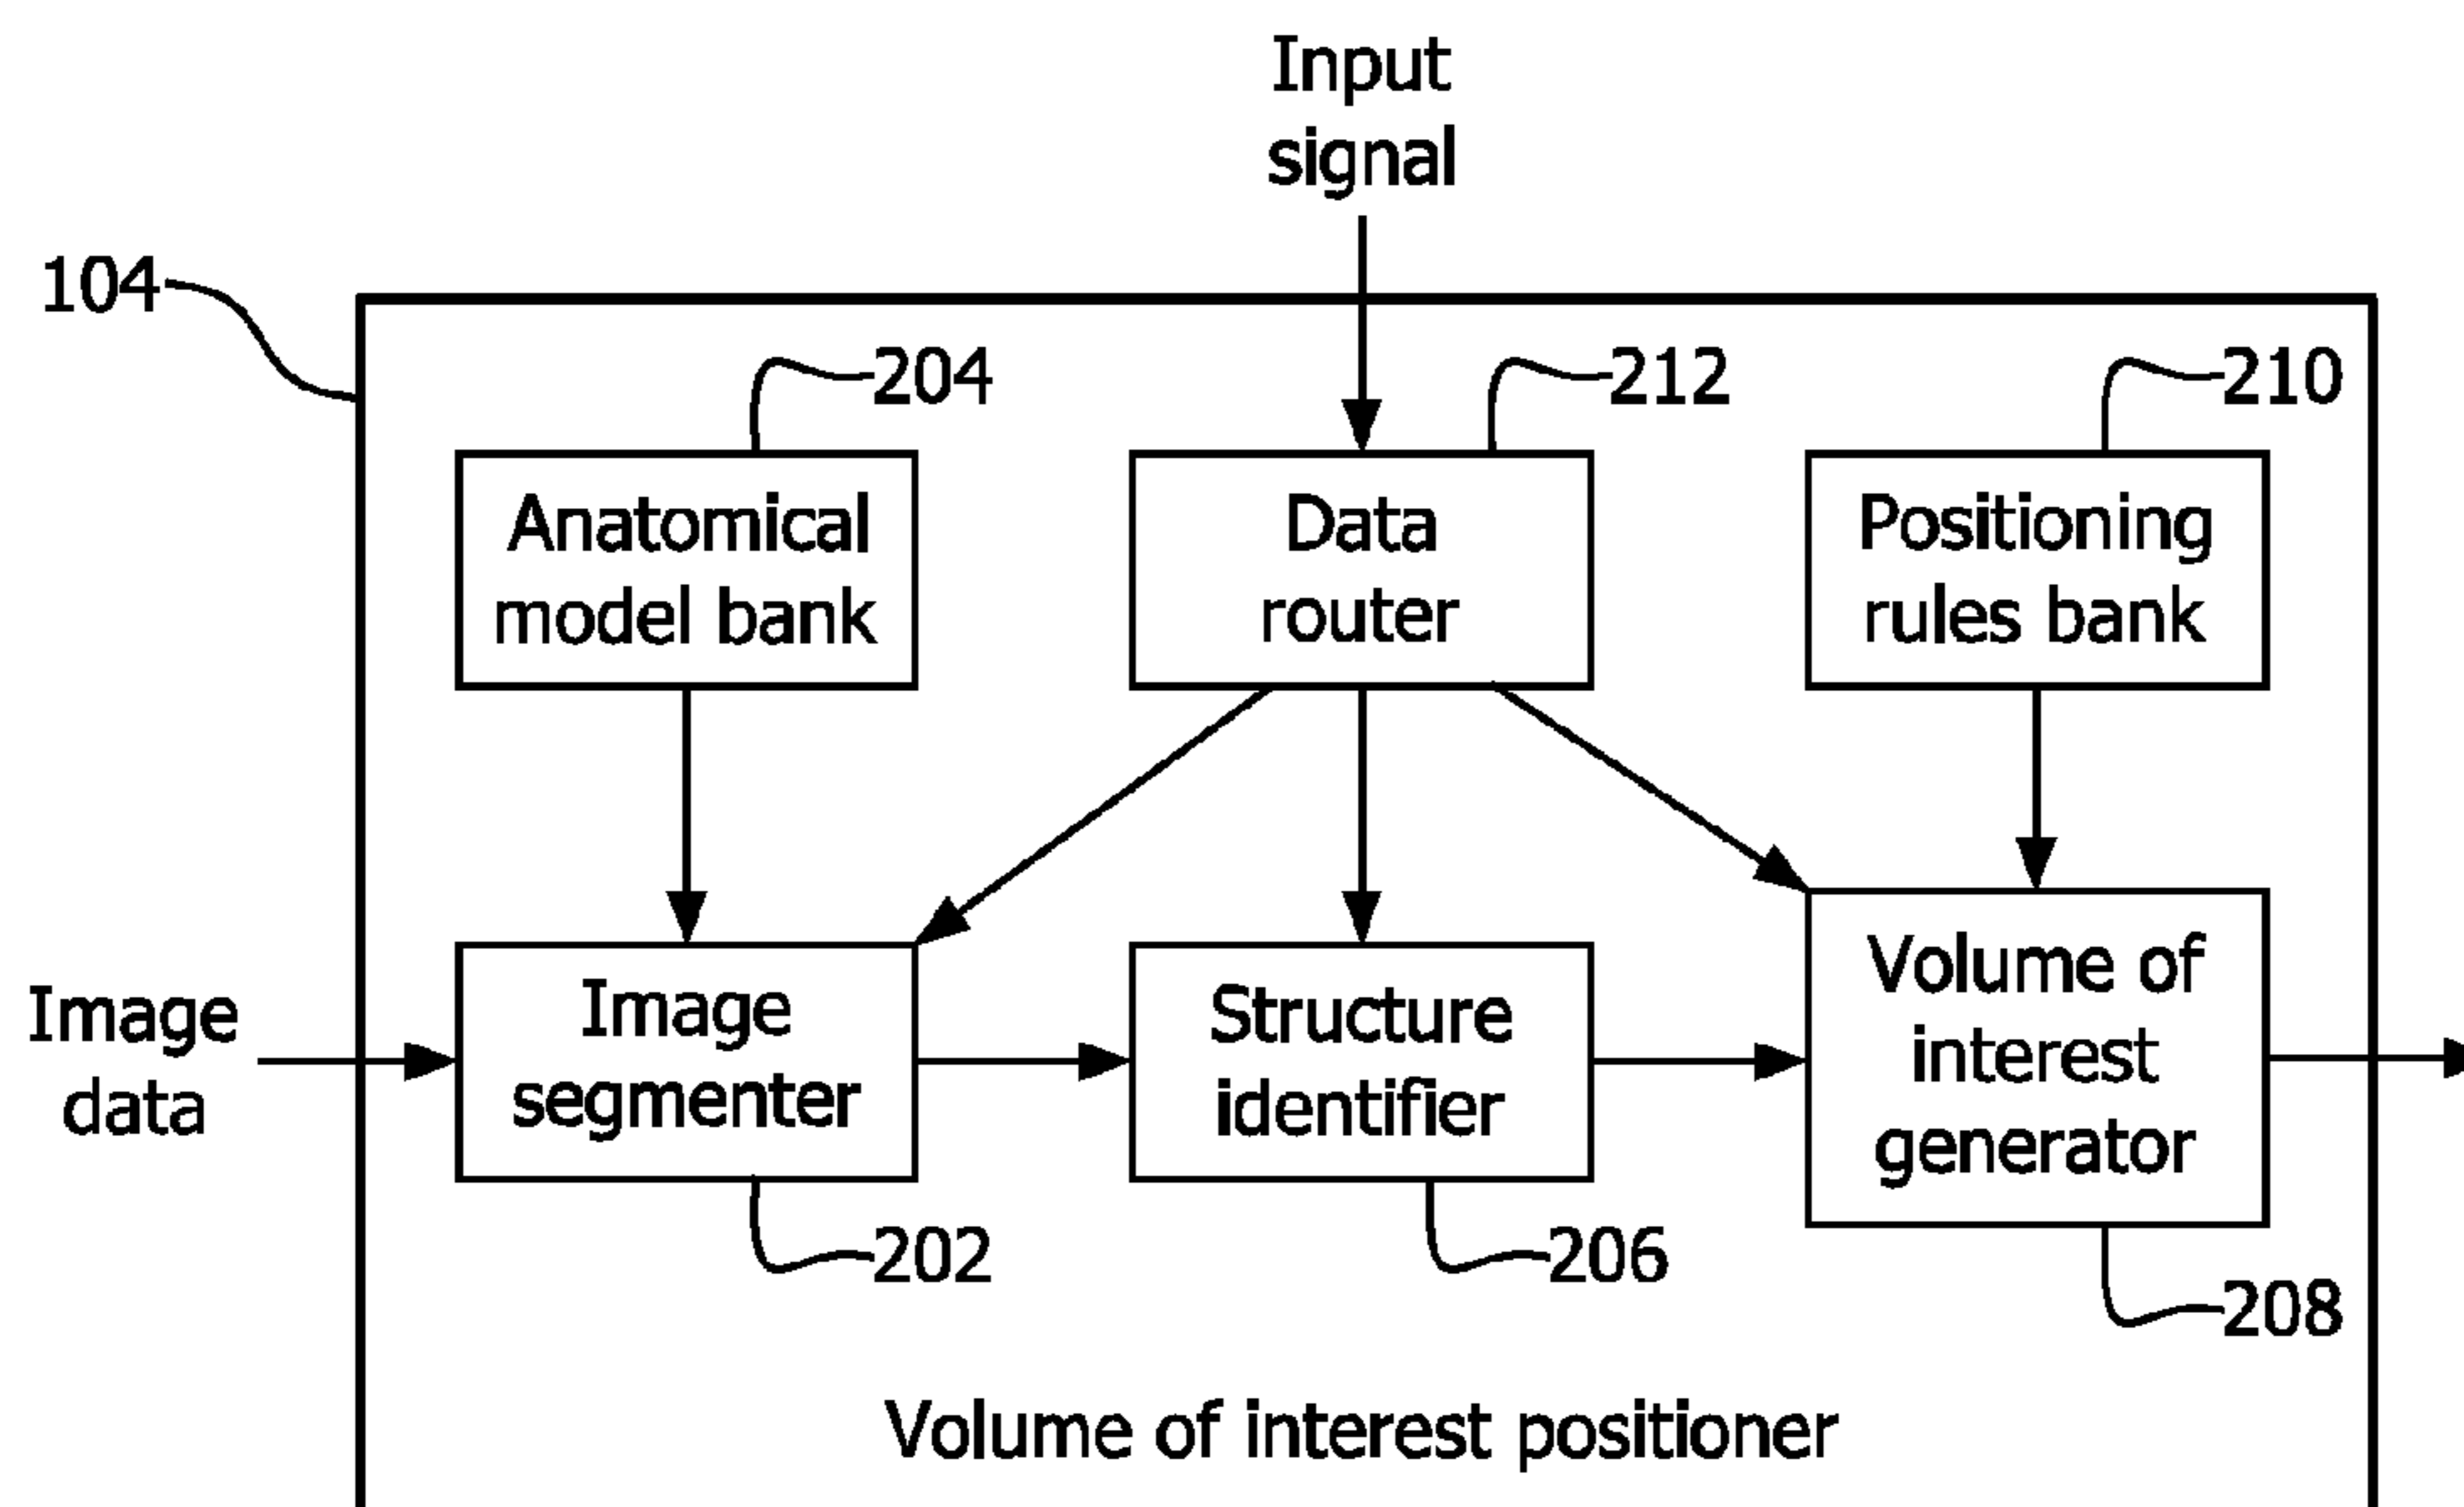 Input
signal
104
204
212
210
Anatomical
model bank
Data
router
Positioning
rules bank
Image
data
Image
segmenter
Structure
identifier
Volume of
interest
generator
202
206
208
Volume of interest positioner